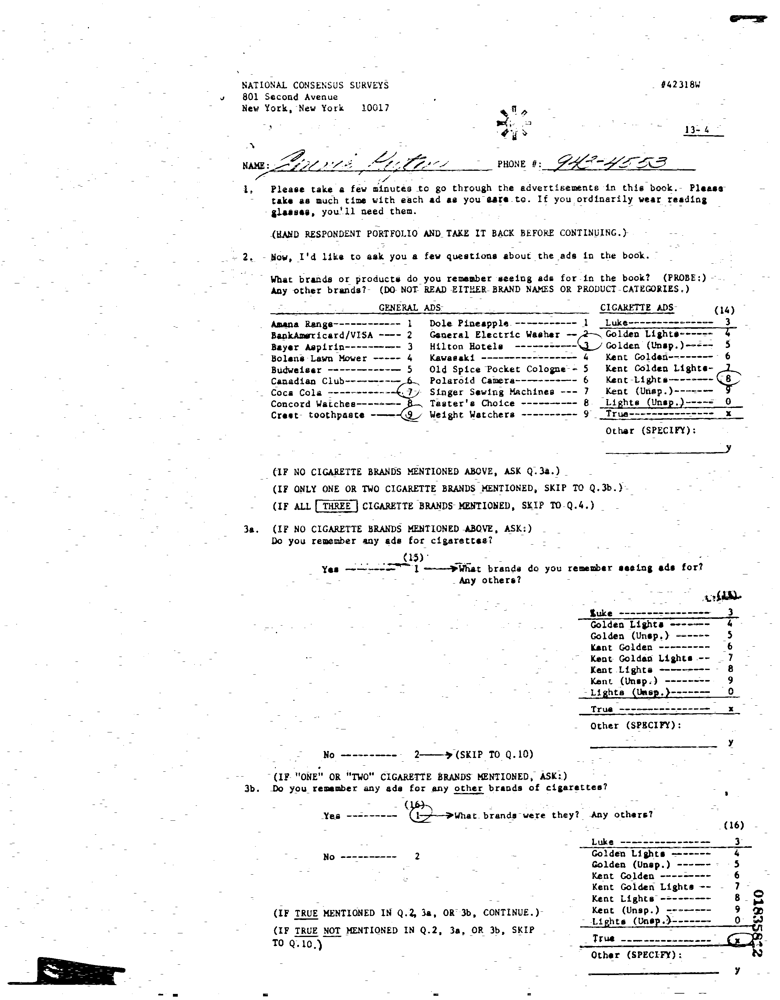 NATIONAL CONSENSUS SURVEYS #42318W
801 Second Avenue
New York, New York 10017
13-4
NAME: PHONE #: 942-4553
1. Please take a few minutes to go through the advertisements in this book. Please
take as much time with each ad as you care to. If you ordinarily wear reading
glasses, you'll need them.
(HAND RESPONDENT PORTFOLIO AND TAKE IT BACK BEFORE CONTINUING.)
2. Now, I'd like to ask you a few questions about the ads in the book.
What brands or products do you remember seeing ads for in the book? (PROBE:)
Any other brands? (DO NOT READ EITHER BRAND NAMES OR PRODUCT CATEGORIES.)
GENERAL ADS CIGARETTE ADS (14)
Amana Range------------ 1 Dole Pineapple ----------- 1 Luke--------------- 3
BankAmericard/VISA ---- 2 General Electric Washer -- 2 Golden Lights------ 4
Bayer Aspirin---------- 3 Hilton Hotels ----------- 3 Golden (Unsp.)----- 5
Bolens Lawn Mower ----- 4 Kawasaki ----------------- 4 Kent Golden-------- 6
Budweiser ------------- 5 Old Spice Pocket Cologne-- 5 Kent Golden Lights- 7
Canadian Club---------- 6 Polaroid Camera----------- 6 Kent Lights-------- 8
Coca Cola ------------- 7 Singer Sewing Machines --- 7 Kent (Unsp.)------- 9
Concord Watches-------- 8 Taster's Choice ---------- 8 Lights (Unsp.)----- 0
Crest toothpaste ------ 9 Weight Watchers ---------- 9 True--------------- x
Other (SPECIFY):
y
(IF NO CIGARETTE BRANDS MENTIONED ABOVE, ASK Q.3a.)
(IF ONLY ONE OR TWO CIGARETTE BRANDS MENTIONED, SKIP TO Q.3b.)
(IF ALL THREE CIGARETTE BRANDS MENTIONED, SKIP TO Q.4.)
3a. (IF NO CIGARETTE BRANDS MENTIONED ABOVE, ASK:)
Do you remember any ads for cigarettes?
(15)
Yes --------- 1 What brands do you remember seeing ads for?
Any others?
Luke ---------------- 3
Golden Lights ------- 4
Golden (Unsp.) ------ 5
Kent Golden --------- 6
Kent Golden Lights -- 7
Kent Lights --------- 8
Kent (Unsp.) -------- 9
Lights (Unsp.)------- 0
True ---------------- x
Other (SPECIFY):
y
No ---------- 2 (SKIP TO Q.10)
(IF "ONE" OR "TWO" CIGARETTE BRANDS MENTIONED, ASK:)
3b. Do you remember any ads for any other brands of cigarettes?
(16)
Yes --------- 1 What brands were they? Any others?
(16)
Luke ---------------- 3
No ---------- 2 Golden Lights ------- 4
Golden (Unsp.) ------ 5
Kent Golden --------- 6
Kent Golden Lights -- 7
Kent Lights --------- 8
(IF TRUE MENTIONED IN Q.2, 3a, OR 3b, CONTINUE.) Kent (Unsp.) -------- 9
Lights (Unsp.)------- 0
(IF TRUE NOT MENTIONED IN Q.2, 3a, OR 3b, SKIP
TO Q.10.) True ---------------- x
Other (SPECIFY):
y
01835812